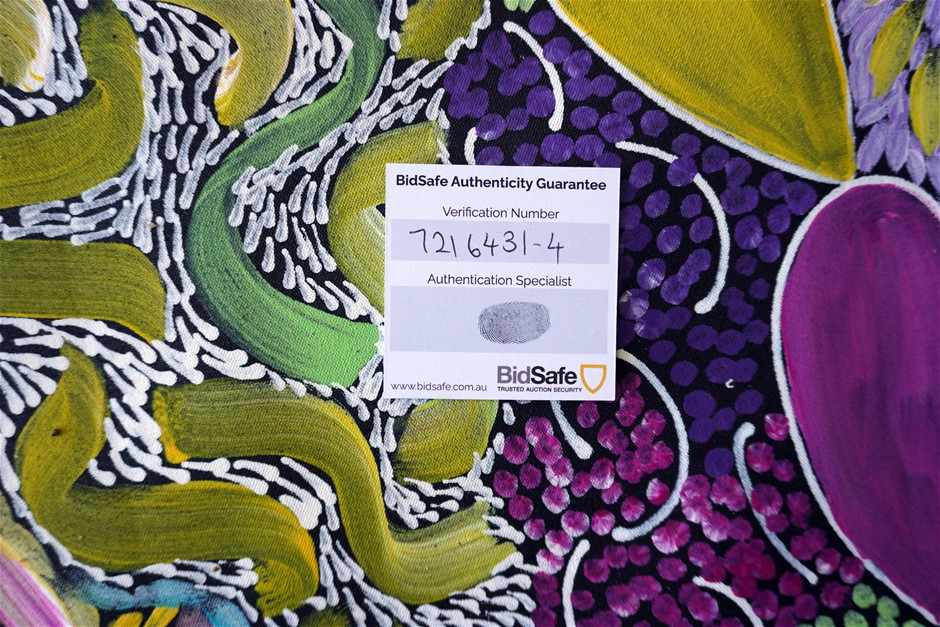 BidSafe Authenticity Guarantee
Verification Number
7216431-4
Authentication Specialist
www.bidsafe.com.au
BidSafe
TRUSTED AUCTION SECURITY